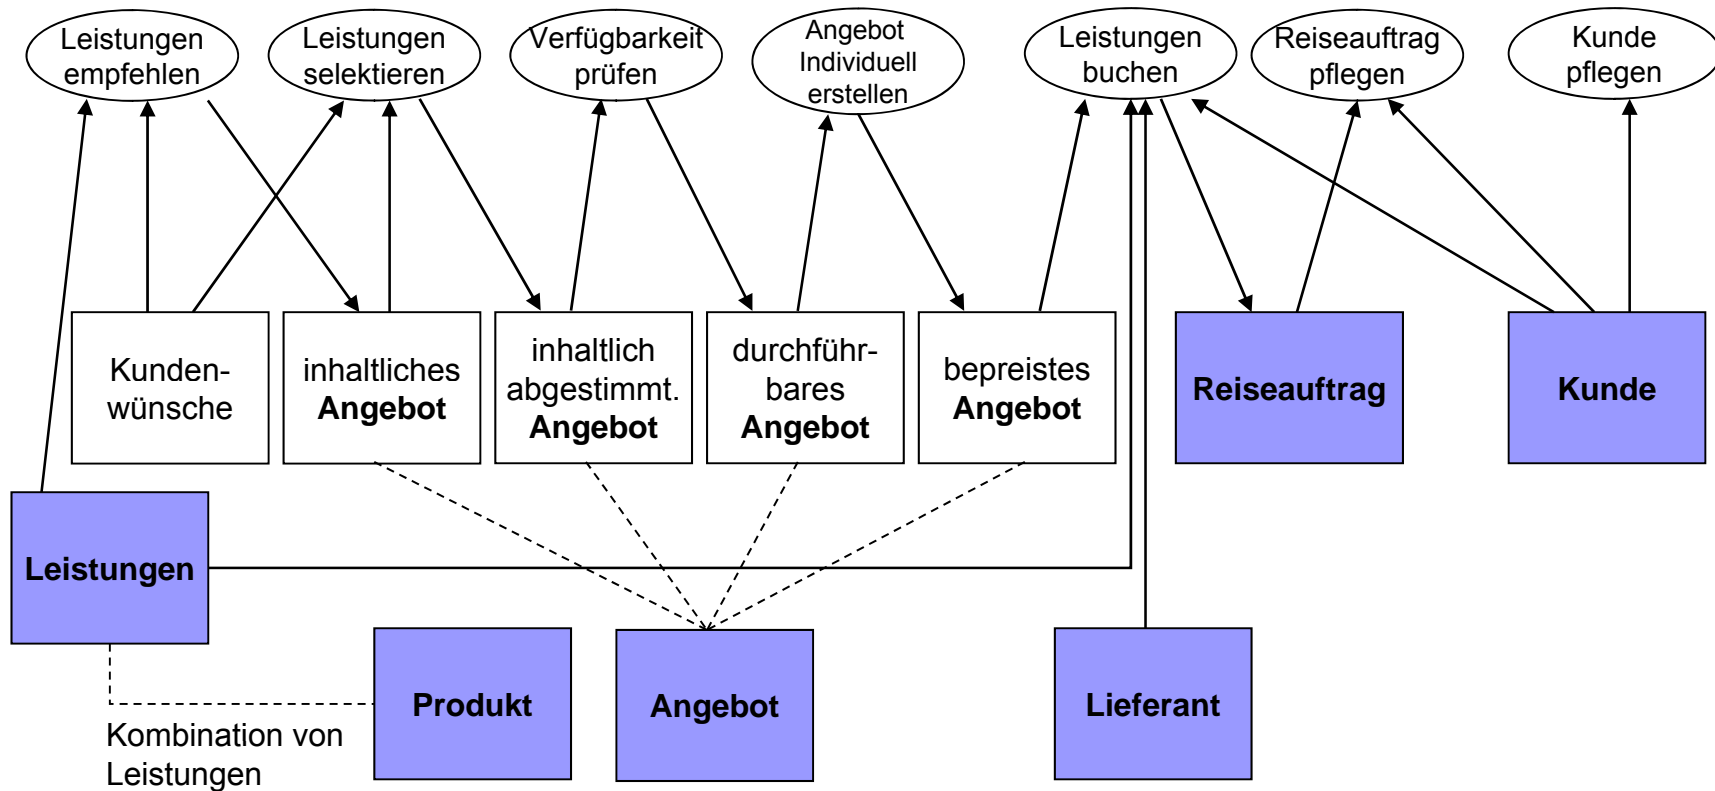 Leistungen
empfehlen
Leistungen
selektieren
Verfügbarkeit
prüfen
Angebot
Individuell
erstellen
Leistungen
buchen
Reiseauftrag
pflegen
Kunde
pflegen
Kunden-
wünsche
inhaltliches
Angebot
inhaltlich
abgestimmt.
Angebot
durchführ-
bares
Angebot
bepreistes
Angebot
Reiseauftrag
Kunde
Leistungen
Produkt
Angebot
Lieferant
Kombination von
Leistungen